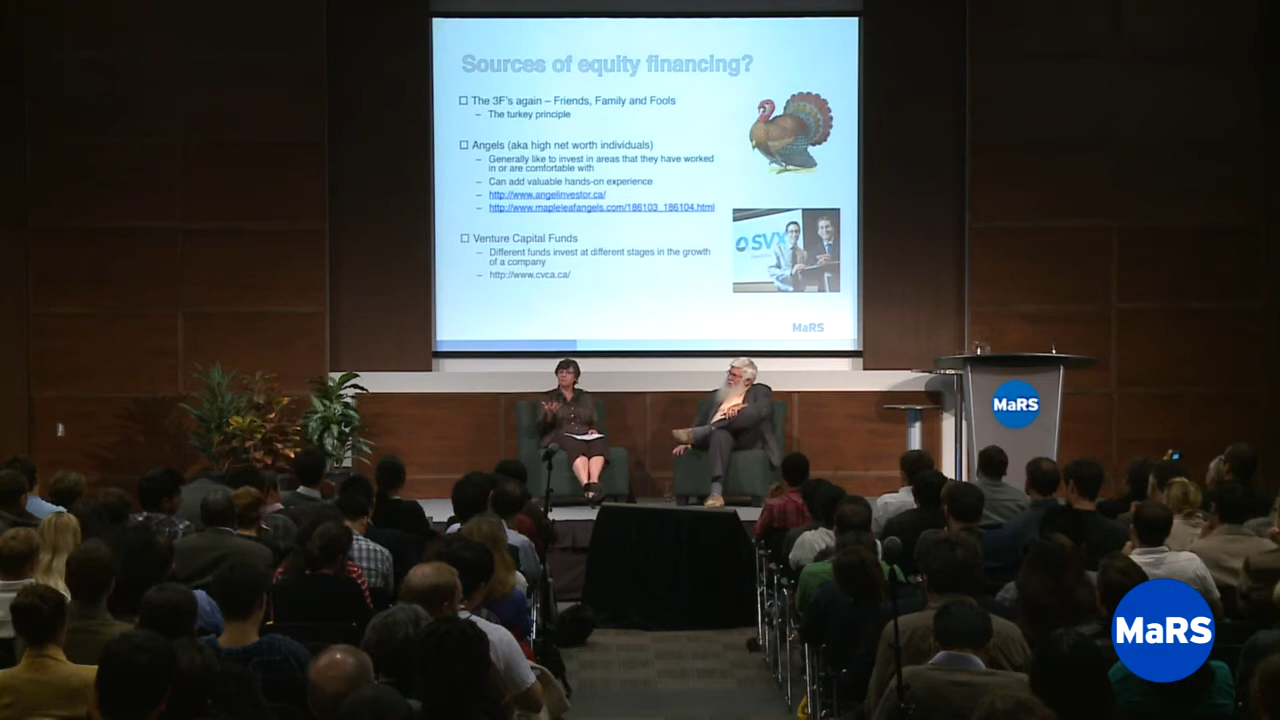 Sources of equity financing?
☐ The 3F's again – Friends, Family and Fools
– The turkey principle
☐ Angels (aka high net worth individuals)
– Generally like to invest in areas that they have worked
in or are comfortable with
– Can add valuable hands-on experience
– http://www.angelinvestor.ca/
– http://www.mapleleafangels.com/186103_186104.html
SVX
☐ Venture Capital Funds
– Different funds invest at different stages in the growth
of a company
– http://www.cvca.ca/
MaRS
MaRS
MaRS